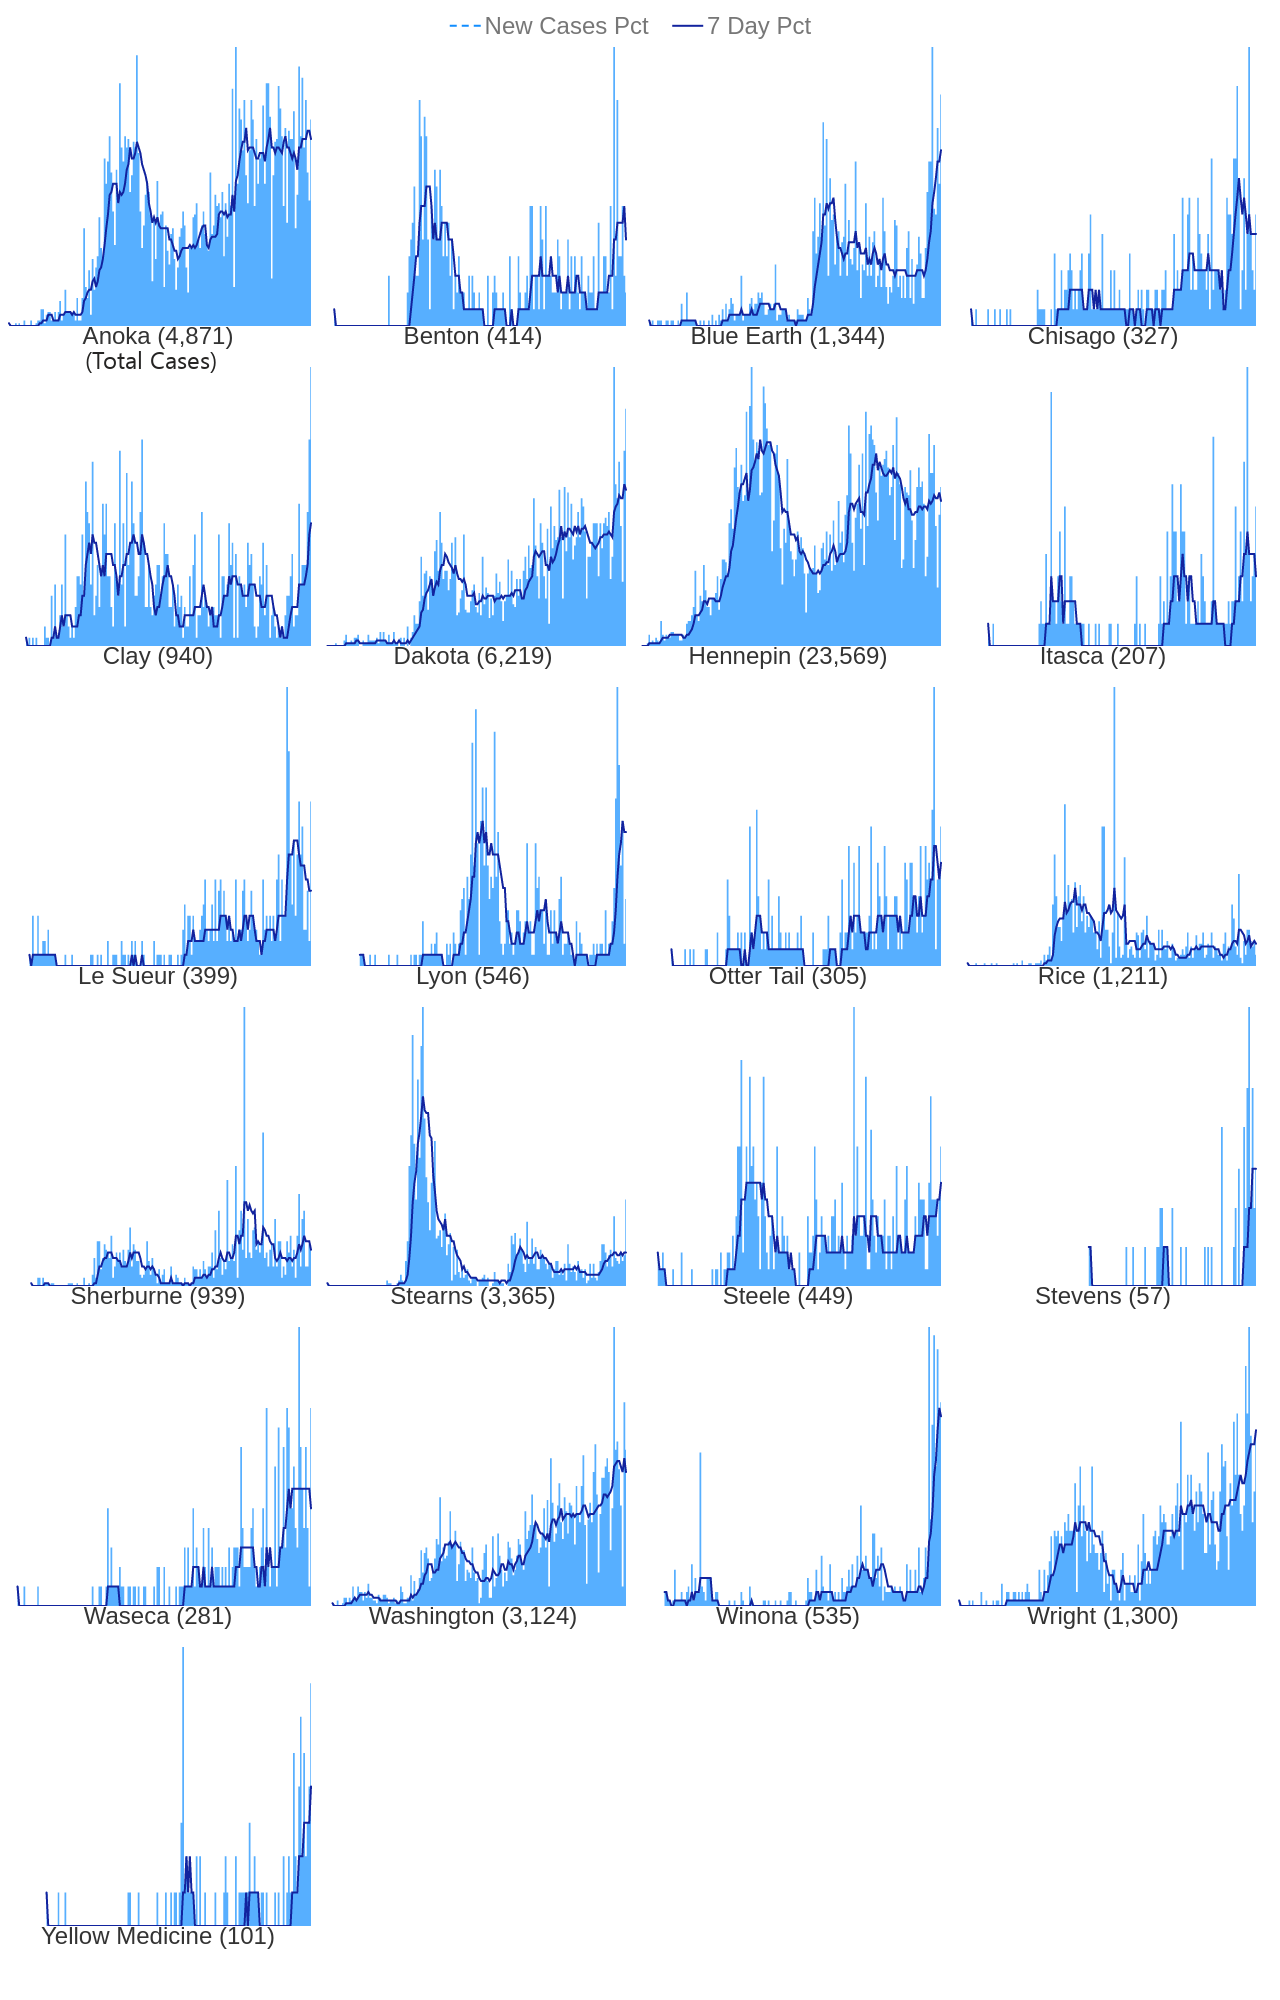 New Cases Pct 7 Day Pct
Anoka (4,871) Benton (414) Blue Earth (1,344) Chisago (327)
(Total Cases)
Clay (940) Dakota (6,219) Hennepin (23,569) Itasca (207)
Le Sueur (399) Lyon (546) Otter Tail (305) Rice (1,211)
Sherburne (939) Stearns (3,365) Steele (449) Stevens (57)
Waseca (281) Washington (3,124) Winona (535) Wright (1,300)
Yellow Medicine (101)